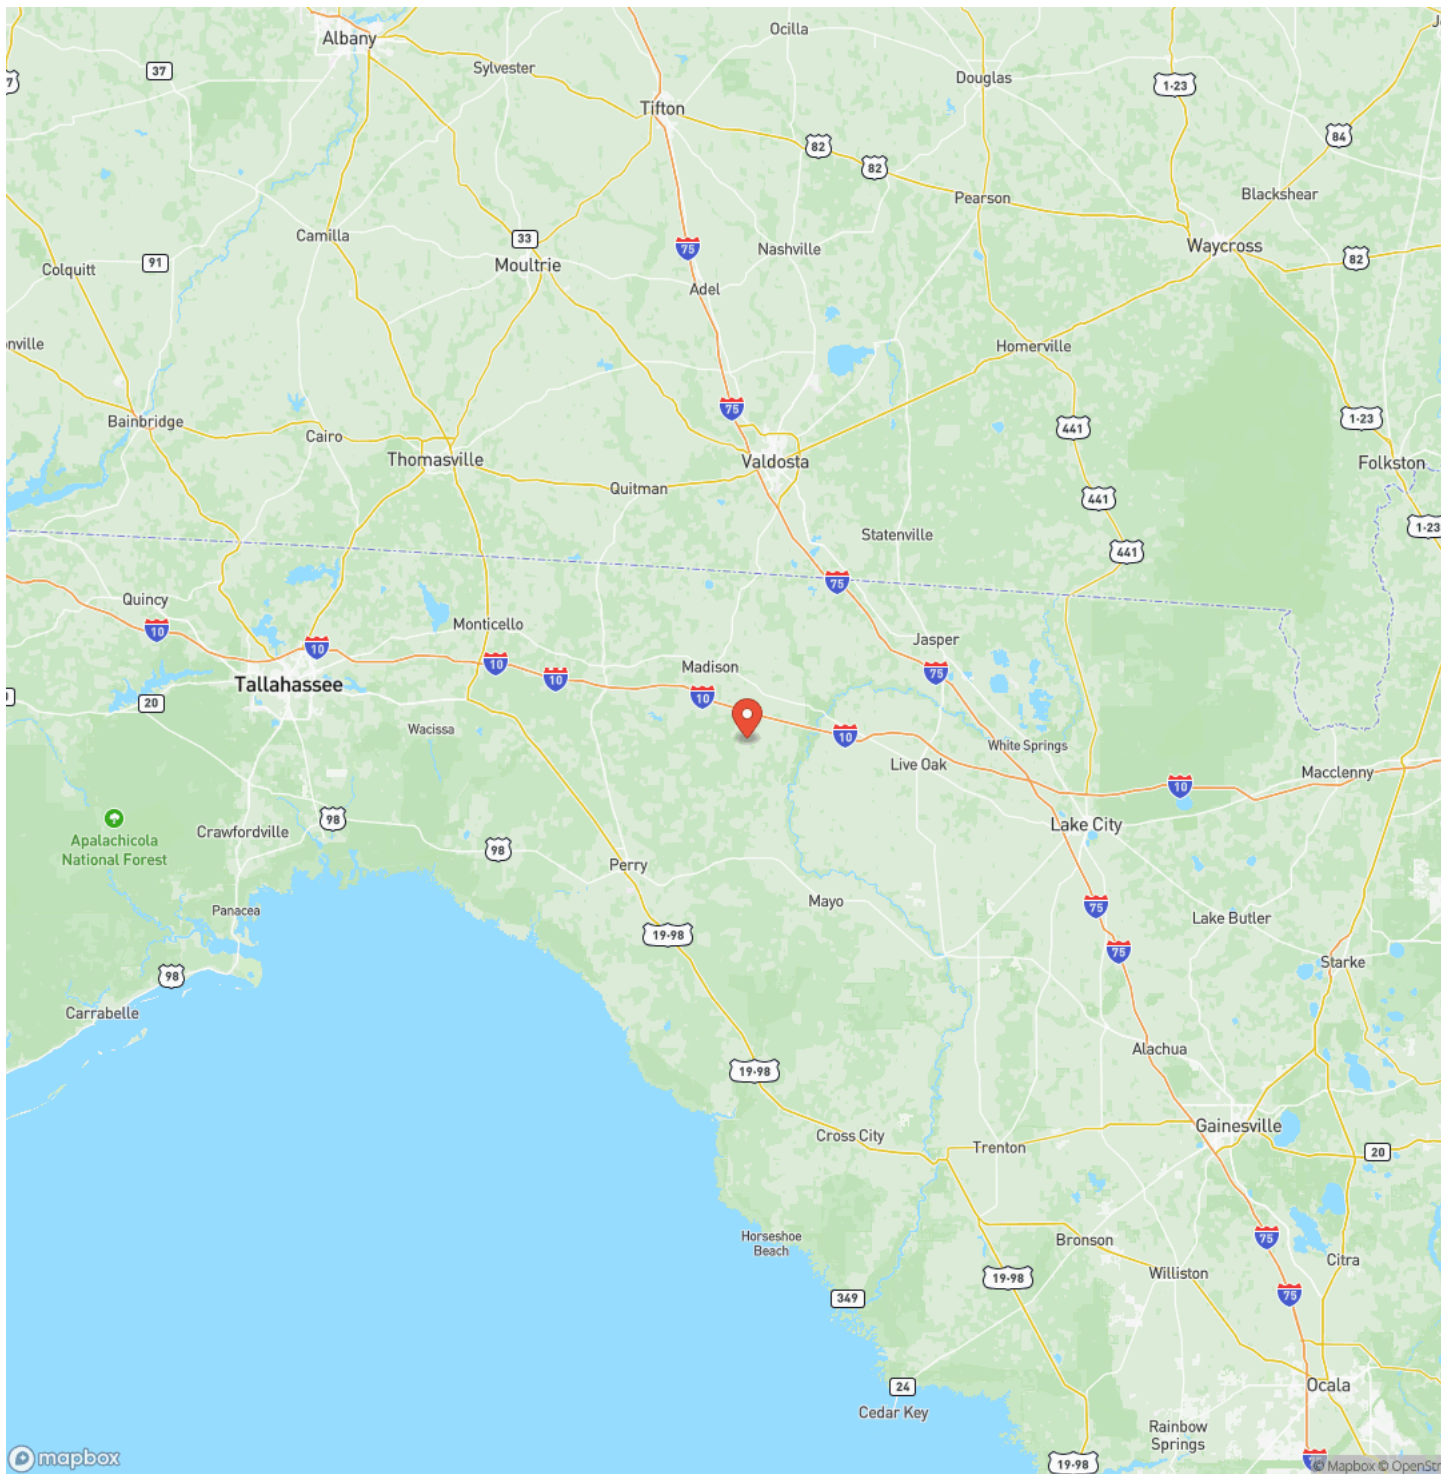 Albany
Ocilla
37
Sylvester
Douglas
1-23
Tifton
82
84
82
Pearson
Blackshear
Camilla
33
Moultrie
75
Nashville
Waycross
82
Colquitt
91
Adel
nville
Homerville
75
Bainbridge
Cairo
441
1-23
Thomasville
Valdosta
Folkston
Quitman
441
Statenville
1-23
441
75
Quincy
10
Monticello
10
Jasper
10
10
Madison
75
Tallahassee
10
20
Wacissa
10
White Springs
Live Oak
Macclenny
10
98
Apalachicola
National Forest
Crawfordville
98
Lake City
Perry
Mayo
75
Panacea
Lake Butler
19-98
75
98
Starke
Carrabelle
Alachua
19-98
Cross City
Gainesville
Trenton
20
Horseshoe
Beach
Bronson
75
Citra
Williston
19-98
349
75
24
Ocala
Cedar Key
Rainbow
Springs
mapbox
19-98
© Mapbox © OpenStr